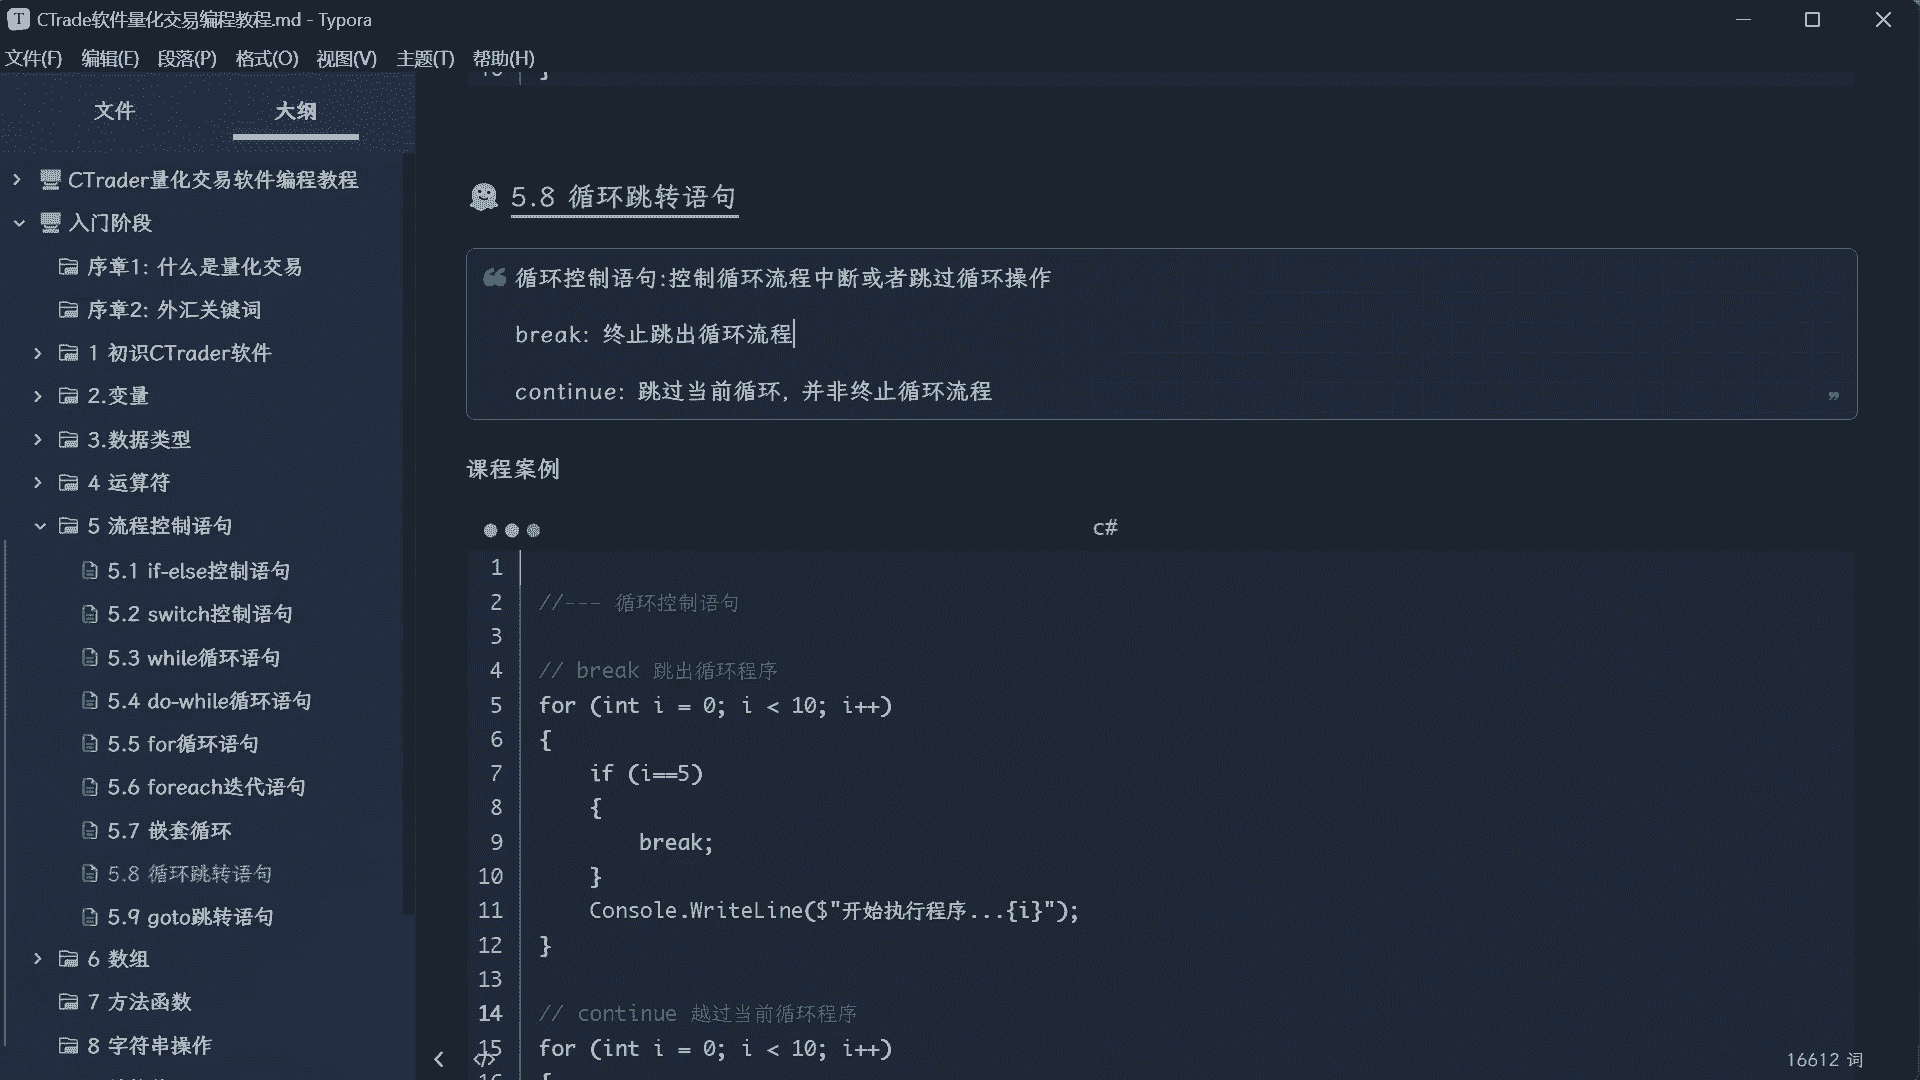 CTrade软件量化交易编程教程.md - Typora
文件(F) 编辑(E) 段落(P) 格式(O) 视图(V) 主题(T) 帮助(H)
文件 大纲
CTrader量化交易软件编程教程
入门阶段
序章1: 什么是量化交易
序章2: 外汇关键词
1 初识CTrader软件
2.变量
3.数据类型
4 运算符
5 流程控制语句
5.1 if-else控制语句
5.2 switch控制语句
5.3 while循环语句
5.4 do-while循环语句
5.5 for循环语句
5.6 foreach迭代语句
5.7 嵌套循环
5.8 循环跳转语句
5.9 goto跳转语句
6 数组
7 方法函数
8 字符串操作
5.8 循环跳转语句
循环控制语句:控制循环流程中断或者跳过循环操作
break: 终止跳出循环流程
continue: 跳过当前循环, 并非终止循环流程
课程案例
c#
1
2 //--- 循环控制语句
3
4 // break 跳出循环程序
5 for (int i = 0; i < 10; i++)
6 {
7 if (i==5)
8 {
9 break;
10 }
11 Console.WriteLine($"开始执行程序...{i}");
12 }
13
14 // continue 越过当前循环程序
15 for (int i = 0; i < 10; i++)
16612 词